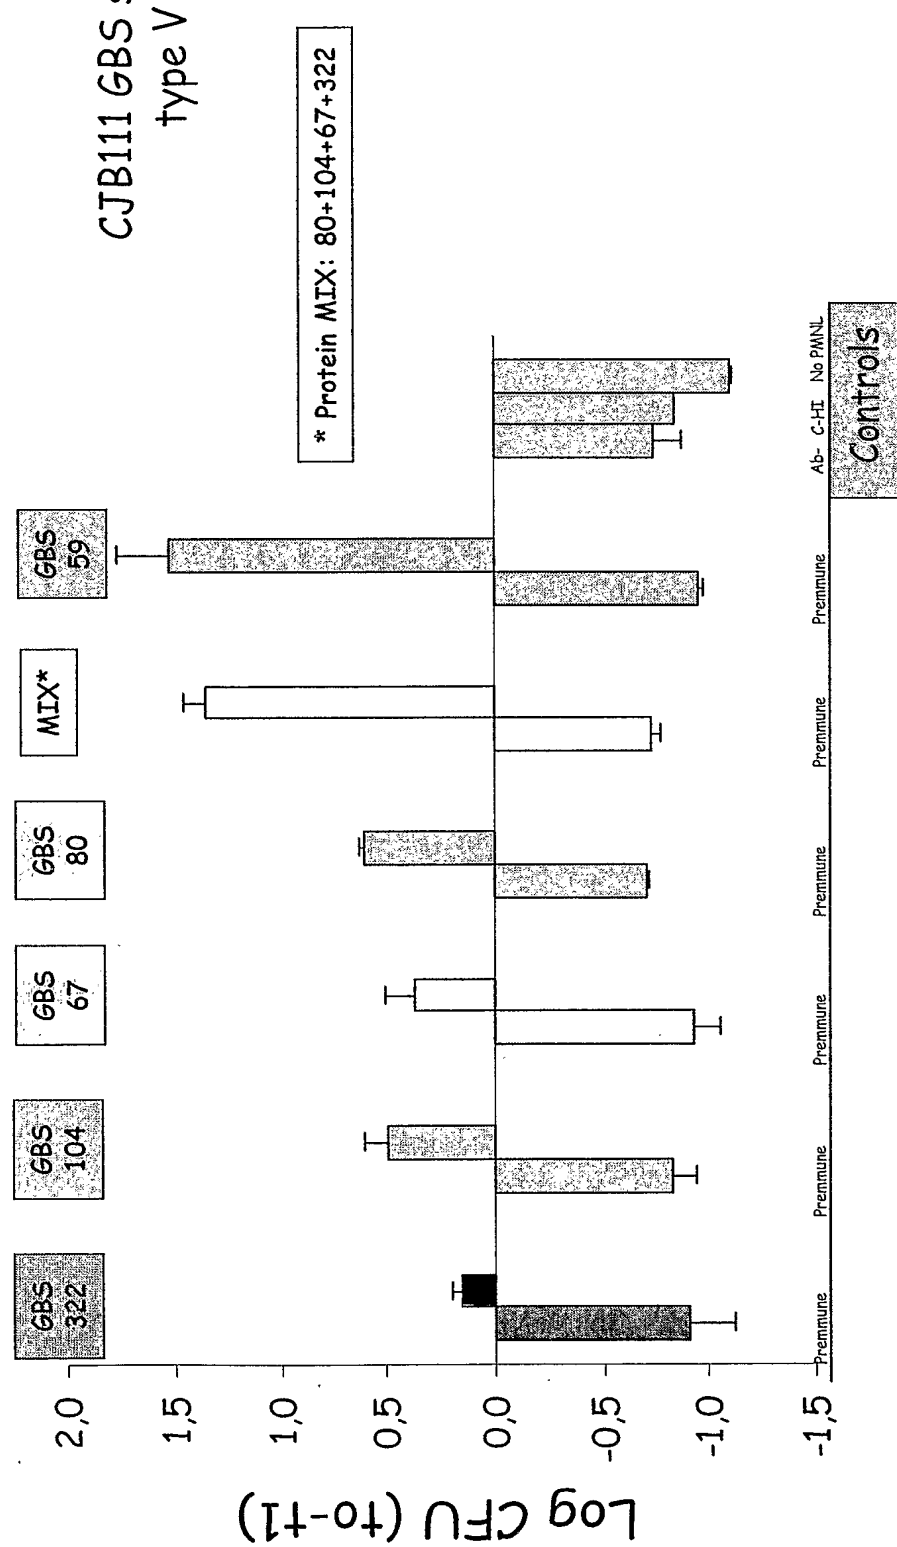 CJB111 GBS
type V
* Protein MIX: 80+104+67+322
GBS
322
GBS
104
GBS
67
GBS
80
MIX*
GBS
59
Log CFU (to-t1)
2,0
1,5
1,0
0,5
0,0
-0,5
-1,0
-1,5
Premmune
Premmune
Premmune
Premmune
Premmune
Premmune
Ab- C-HI No PMNL
Controls